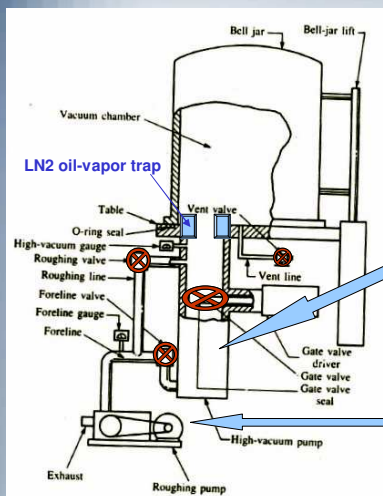 Bell jar
Bell-jar lift
Vacuum chamber
LN2 oil-vapor trap
Table
Vent valve
O-ring seal
High-vacuum gauge
Roughing valve
Roughing line
Vent line
Foreline valve
Foreline gauge
Foreline
Gate valve
driver
Gate valve
Gate valve
seal
High-vacuum pump
Exhaust
Roughing pump